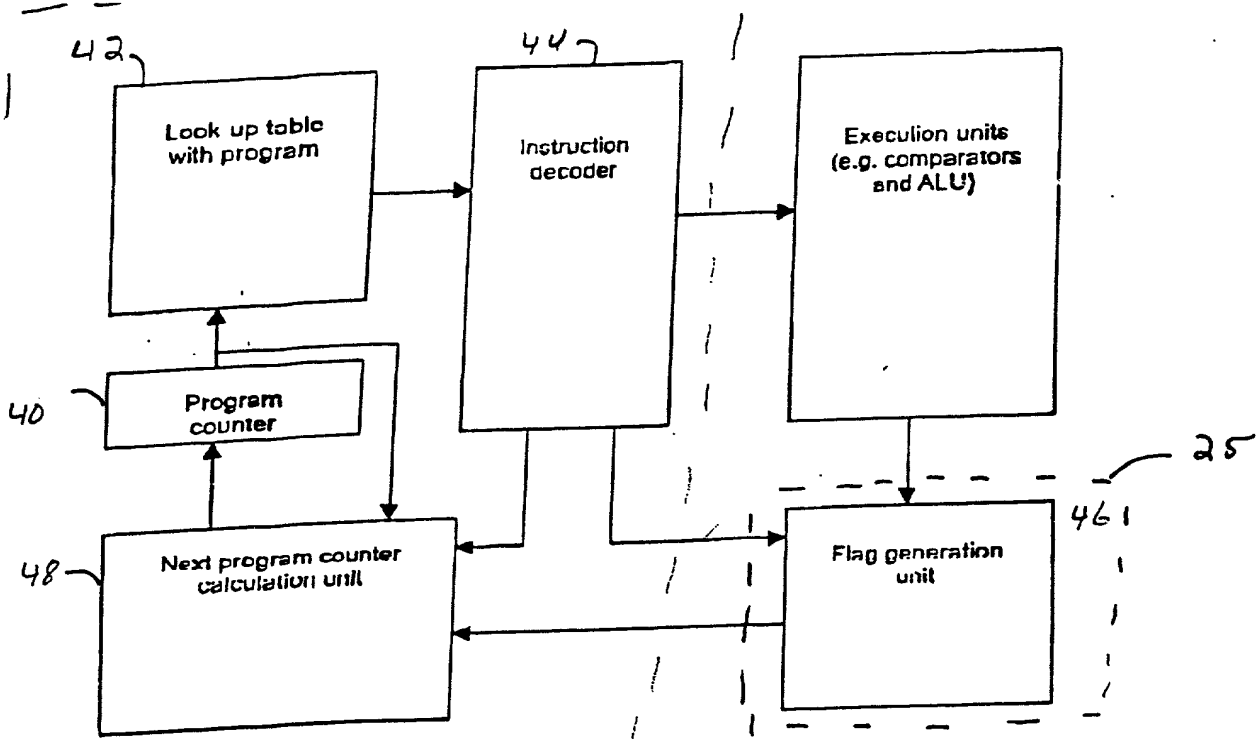 42
44
Look up table
with program
Instruction
decoder
Execution units
(e.g. comparators
and ALU)
40
Program
counter
25
46
48
Next program counter
calculation unit
Flag generation
unit